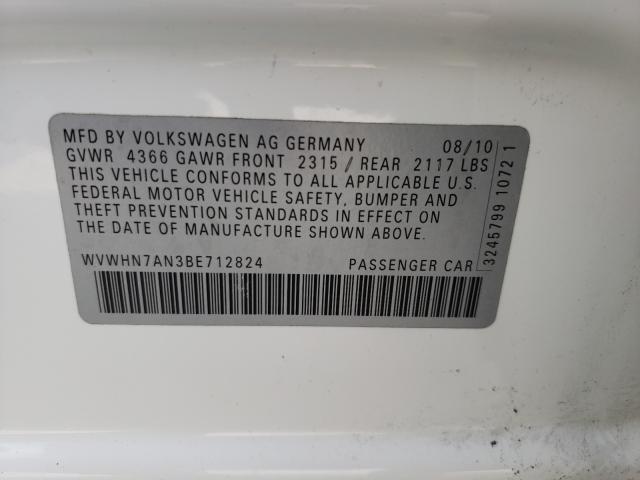 MFD BY VOLKSWAGEN AG GERMANY 08/10
GVWR 4366 GAWR FRONT 2315 / REAR 2117 LBS
THIS VEHICLE CONFORMS TO ALL APPLICABLE U.S.
FEDERAL MOTOR VEHICLE SAFETY, BUMPER AND
THEFT PREVENTION STANDARDS IN EFFECT ON
THE DATE OF MANUFACTURE SHOWN ABOVE.
WVWHN7AN3BE712824 PASSENGER CAR
3245799 1072 1